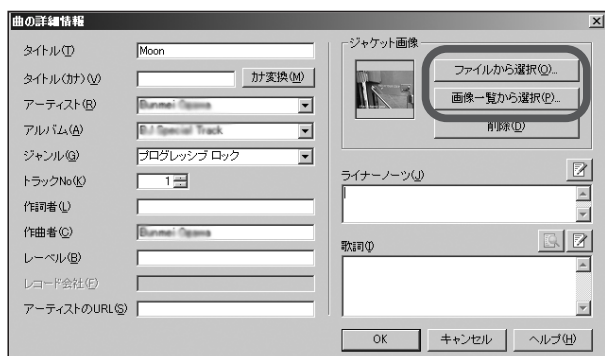 曲の詳細情報
タイトル(T) Moon
タイトル(カナ)(V) カナ変換(M)
アーティスト(R)
アルバム(A)
ジャンル(G) プログレッシブ ロック
トラックNo(K) 1
作詞者(L)
作曲者(C)
レーベル(B)
レコード会社(F)
アーティストのURL(S)
ジャケット画像
ファイルから選択(O)...
画像一覧から選択(P)...
削除(D)
ライナーノーツ(J)
歌詞(I)
OK キャンセル ヘルプ(H)